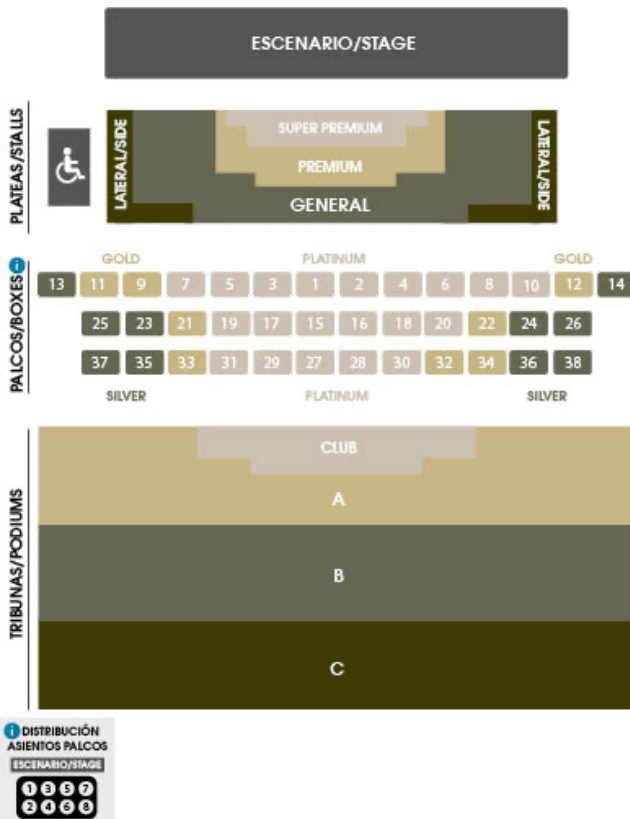 ESCENARIO/STAGE
PLATEAS/STALLS
LATERAL/SIDE
SUPER PREMIUM
PREMIUM
GENERAL
LATERAL/SIDE
PALCOS/BOXES
i
GOLD PLATINUM GOLD
13 11 9 7 5 3 1 2 4 6 8 10 12 14
25 23 21 19 17 15 16 18 20 22 24 26
37 35 33 31 29 27 28 30 32 34 36 38
SILVER PLATINUM SILVER
TRIBUNAS/PODIUMS
CLUB
A
B
C
i DISTRIBUCIÓN
ASIENTOS PALCOS
ESCENARIO/STAGE
1 3 5 7
2 4 6 8